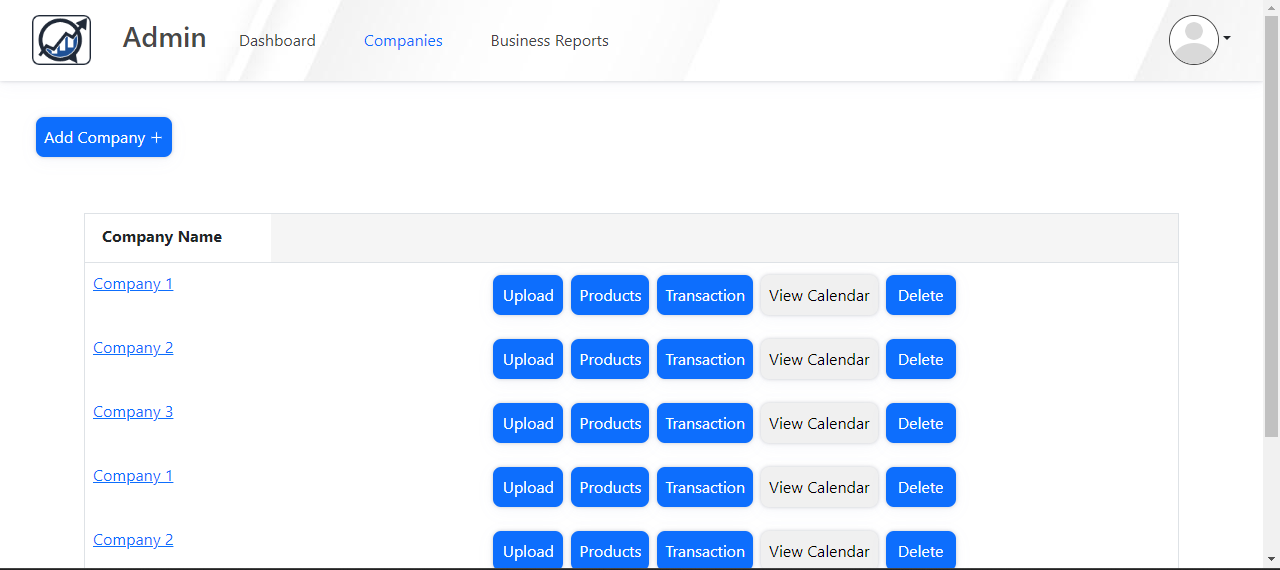 Admin Dashboard Companies Business Reports
Add Company +
Company Name
Company 1 Upload Products Transaction View Calendar Delete
Company 2 Upload Products Transaction View Calendar Delete
Company 3 Upload Products Transaction View Calendar Delete
Company 1 Upload Products Transaction View Calendar Delete
Company 2 Upload Products Transaction View Calendar Delete